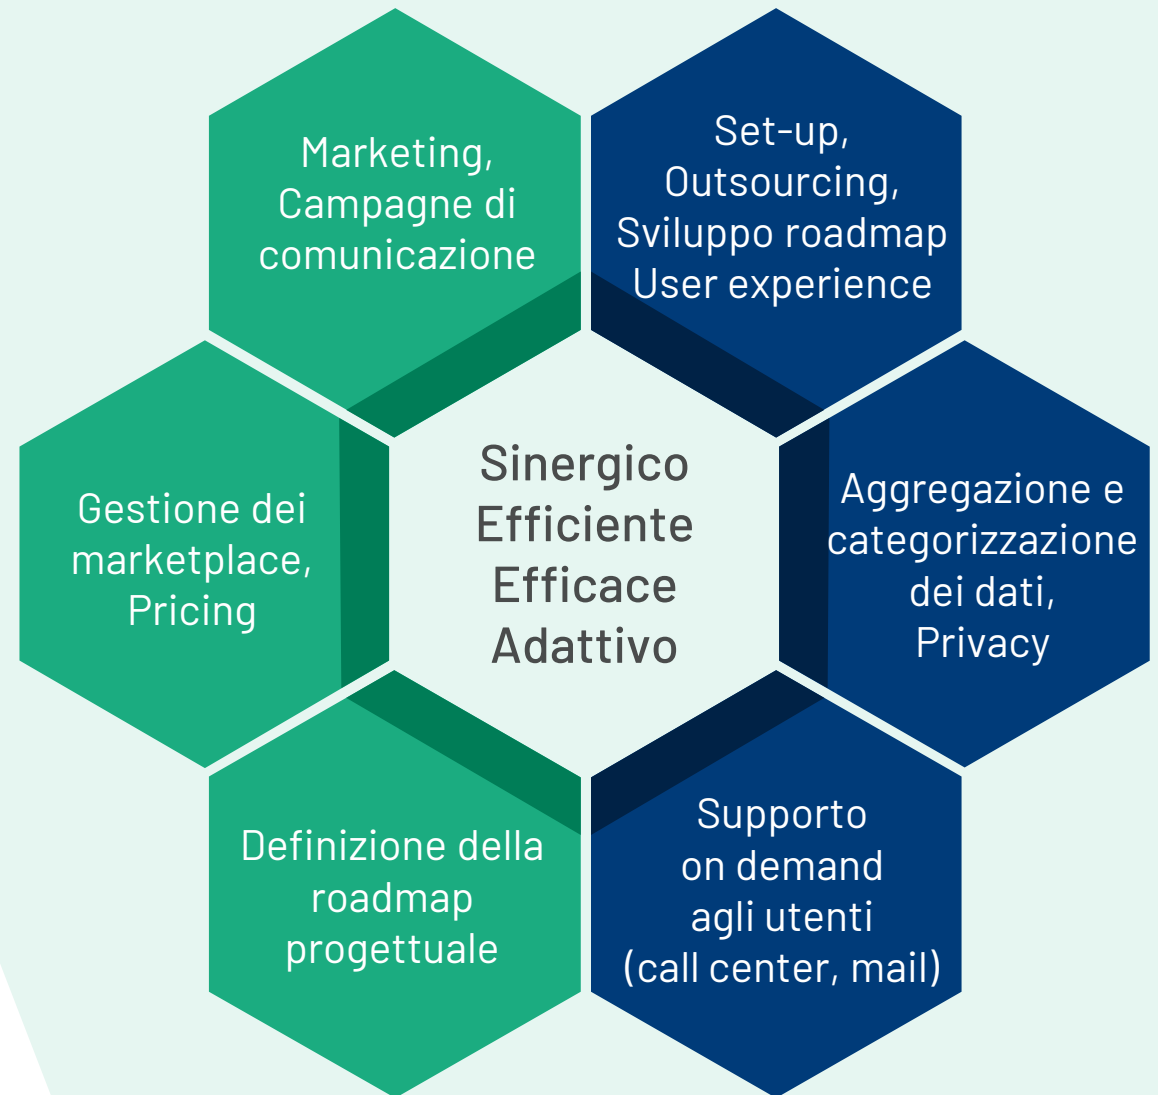 Marketing,
Campagne di
comunicazione
Set-up,
Outsourcing,
Sviluppo roadmap
User experience
Gestione dei
marketplace,
Pricing
Sinergico
Efficiente
Efficace
Adattivo
Aggregazione e
categorizzazione
dei dati,
Privacy
Definizione della
roadmap
progettuale
Supporto
on demand
agli utenti
(call center, mail)